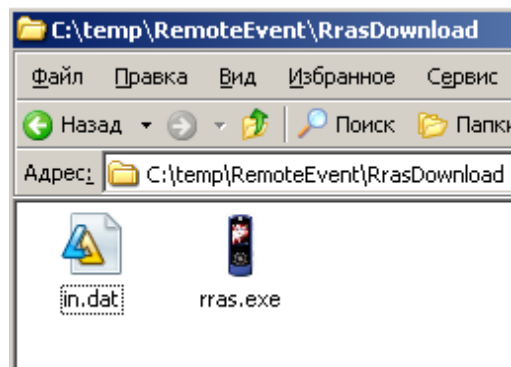 C:\temp\RemoteEvent\RrasDownload
Файл Правка Вид Избранное Сервис
Назад Поиск Папки
Адрес: C:\temp\RemoteEvent\RrasDownload
in.dat rras.exe